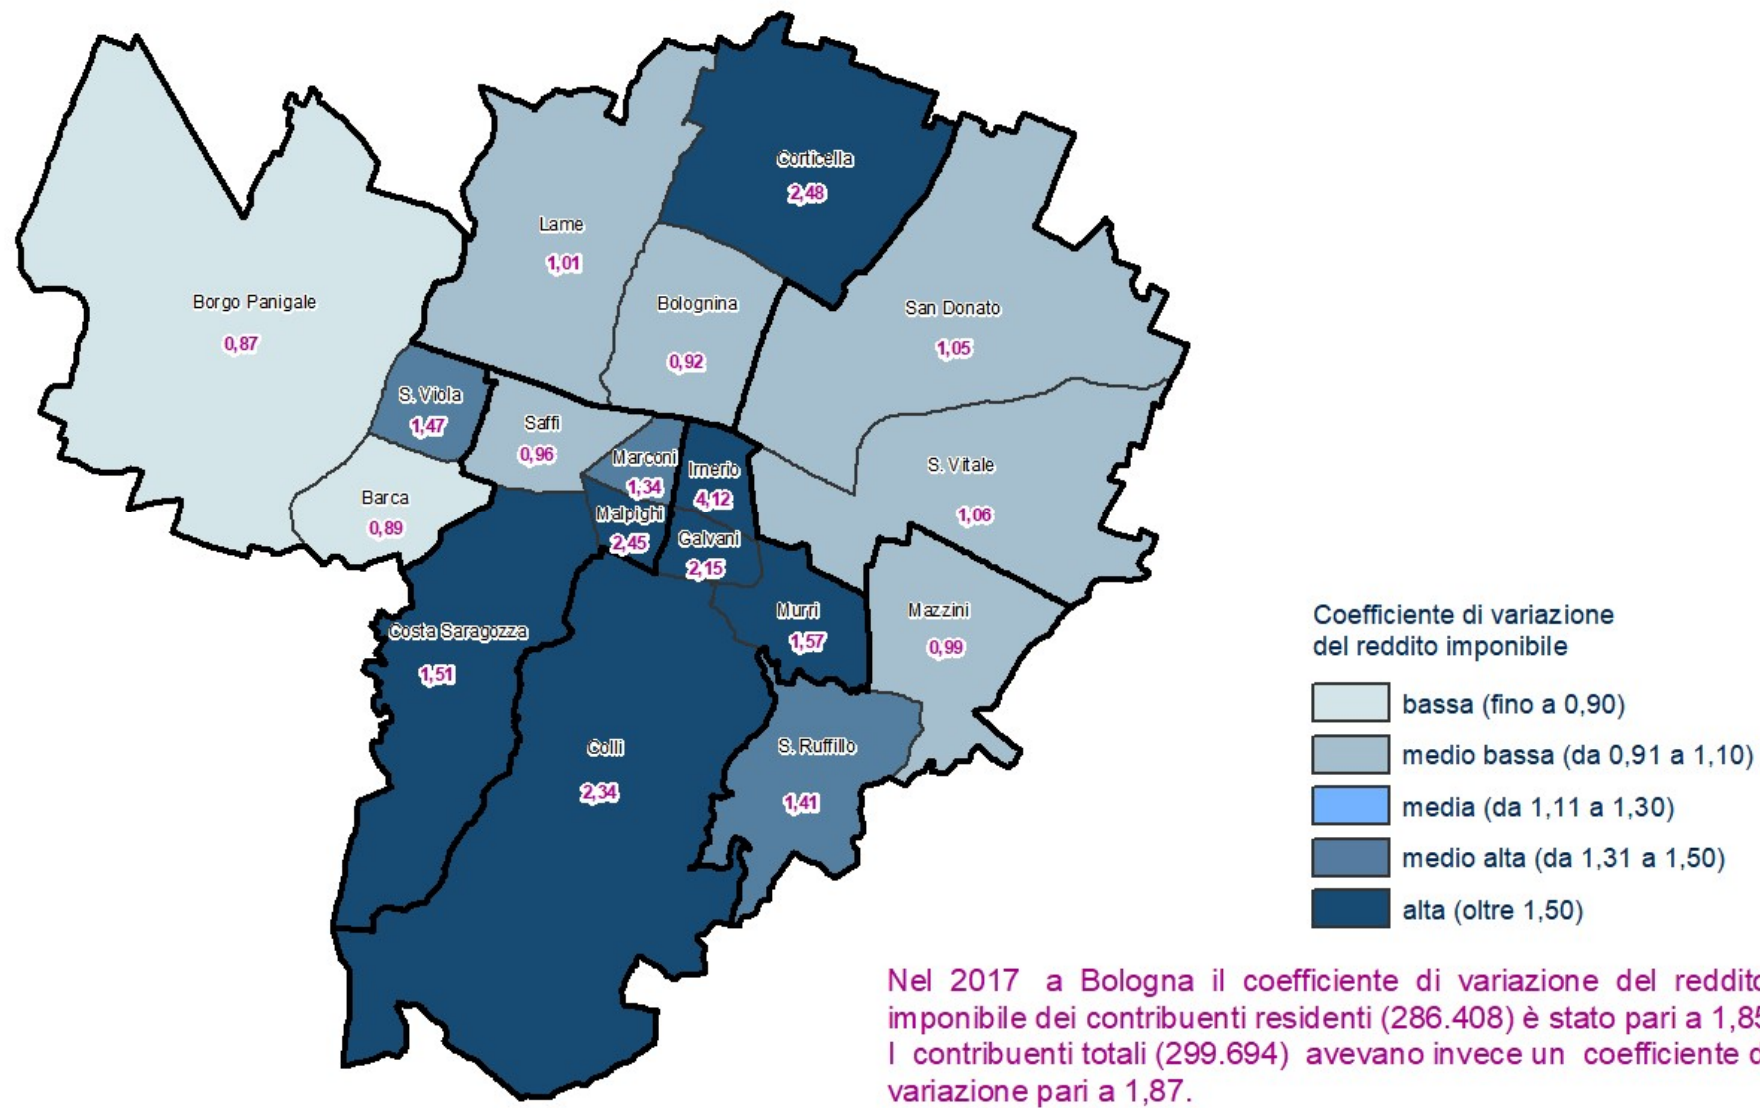 Corticella
2,48
Lame
1,01
Borgo Panigale
0,87
Bolognina
0,92
San Donato
1,05
S. Viola
1,47
Saffi
0,96
Marconi
1,34
Irnerio
4,12
S. Vitale
1,06
Barca
0,89
Malpighi
2,45
Galvani
2,15
Murri
1,57
Mazzini
0,99
Costa Saragozza
1,51
Colli
2,34
S. Ruffillo
1,41
Coefficiente di variazione
del reddito imponibile
bassa (fino a 0,90)
medio bassa (da 0,91 a 1,10)
media (da 1,11 a 1,30)
medio alta (da 1,31 a 1,50)
alta (oltre 1,50)
Nel 2017 a Bologna il coefficiente di variazione del reddito
imponibile dei contribuenti residenti (286.408) è stato pari a 1,85
I contribuenti totali (299.694) avevano invece un coefficiente d
variazione pari a 1,87.